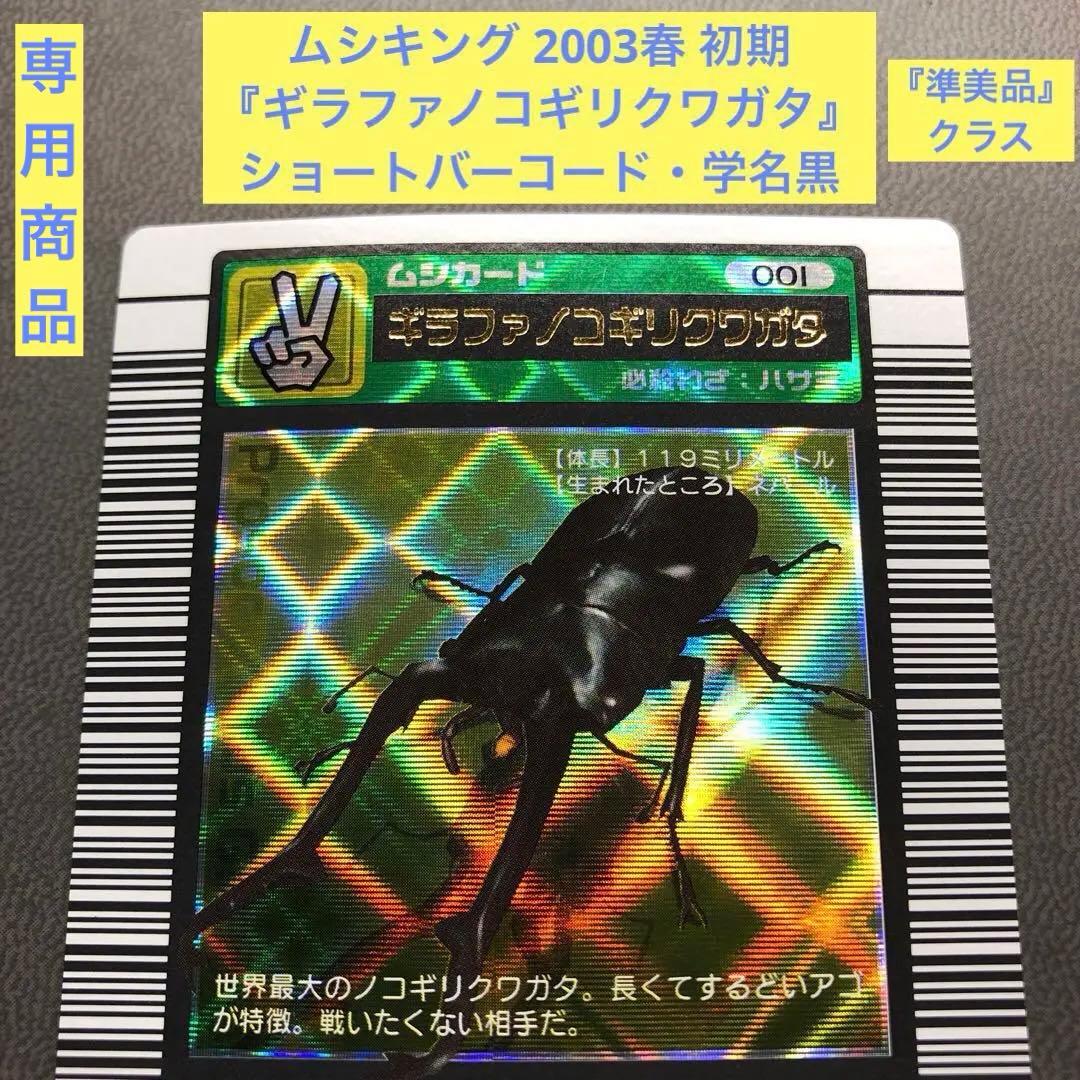 専用商品
ムシキング 2003春 初期
『ギラファノコギリクワガタ』
ショートバーコード・学名黒
『準美品』
クラス
ムシカード
001
ギラファノコギリクワガタ
必殺わざ：ハサミ
【体長】119ミリメートル
【生まれたところ】ネパール
世界最大のノコギリクワガタ。長くてするどいアゴ
が特徴。戦いたくない相手だ。